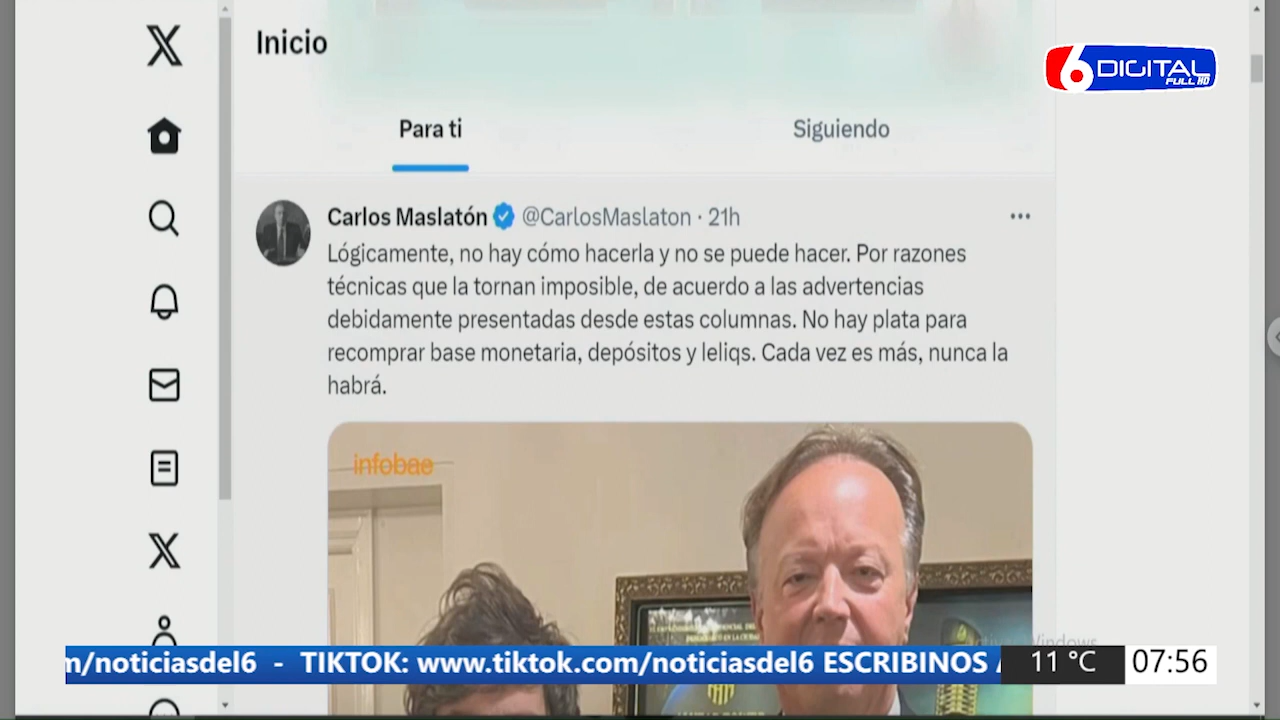 Inicio
6 DIGITAL
FULL HD
Para ti
Siguiendo
Carlos Maslatón @CarlosMaslaton · 21h
Lógicamente, no hay cómo hacerla y no se puede hacer. Por razones
técnicas que la tornan imposible, de acuerdo a las advertencias
debidamente presentadas desde estas columnas. No hay plata para
recomprar base monetaria, depósitos y leliqs. Cada vez es más, nunca la
habrá.
infobae
Windows
m/noticiasdel6 - TIKTOK: www.tiktok.com/noticiasdel6 ESCRIBINOS
11 °C
07:56